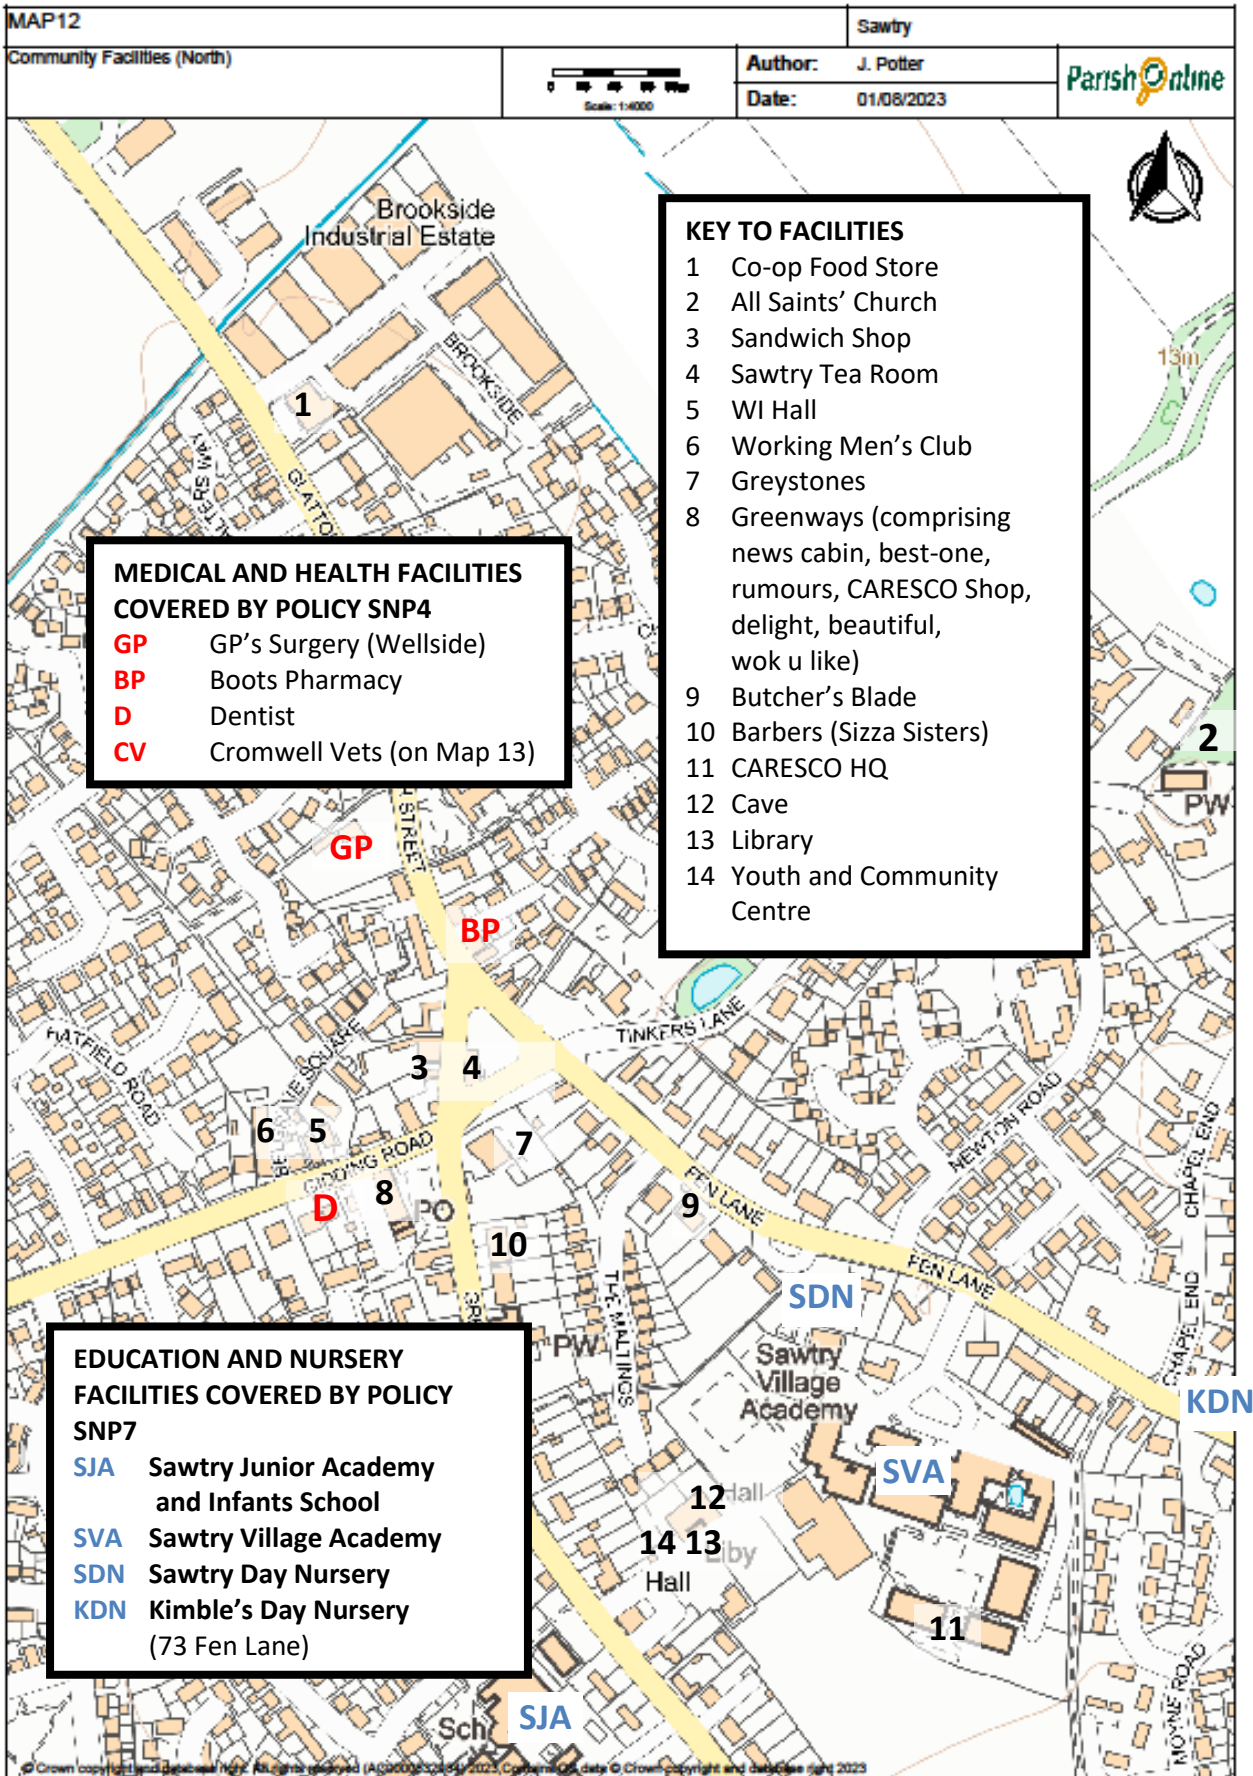 MAP12
Sawtry
Community Facilities (North)
Scale: 1:4000
Author: J. Potter
Date: 01/08/2023
Parish Online
Brookside
Industrial Estate
BROOKSIDE
13m
1
KEY TO FACILITIES
1 Co-op Food Store
2 All Saints’ Church
3 Sandwich Shop
4 Sawtry Tea Room
5 WI Hall
6 Working Men’s Club
7 Greystones
8 Greenways (comprising
news cabin, best-one,
rumours, CARESCO Shop,
delight, beautiful,
wok u like)
9 Butcher’s Blade
10 Barbers (Sizza Sisters)
11 CARESCO HQ
12 Cave
13 Library
14 Youth and Community
Centre
MEDICAL AND HEALTH FACILITIES
COVERED BY POLICY SNP4
GP GP’s Surgery (Wellside)
BP Boots Pharmacy
D Dentist
CV Cromwell Vets (on Map 13)
2
PW
STREET
GP
BP
TINKERS LANE
HATFIELD ROAD
SQUARE
3
4
NEWTON ROAD
CHAPEL END
6
5
7
GIDDING ROAD
8
D
PO
9
FEN LANE
10
FEN LANE
THE MALTINGS
SDN
CHAPEL END
PW
Sawtry
Village
Academy
KDN
SVA
EDUCATION AND NURSERY
FACILITIES COVERED BY POLICY
SNP7
SJA Sawtry Junior Academy
and Infants School
SVA Sawtry Village Academy
SDN Sawtry Day Nursery
KDN Kimble’s Day Nursery
(73 Fen Lane)
12
Hall
14 13
Hall
11
MOYNE ROAD
Sch
SJA